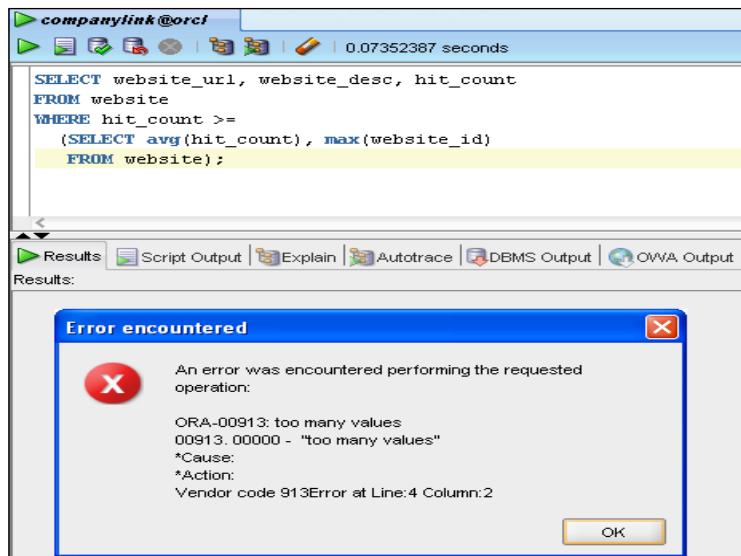 companylink@orcl
0.07352387 seconds
SELECT website_url, website_desc, hit_count
FROM website
WHERE hit_count >=
(SELECT avg(hit_count), max(website_id)
FROM website);
Results Script Output Explain Autotrace DBMS Output OWA Output
Results:
Error encountered
An error was encountered performing the requested
operation:
ORA-00913: too many values
00913. 00000 - "too many values"
*Cause:
*Action:
Vendor code 913Error at Line:4 Column:2
OK